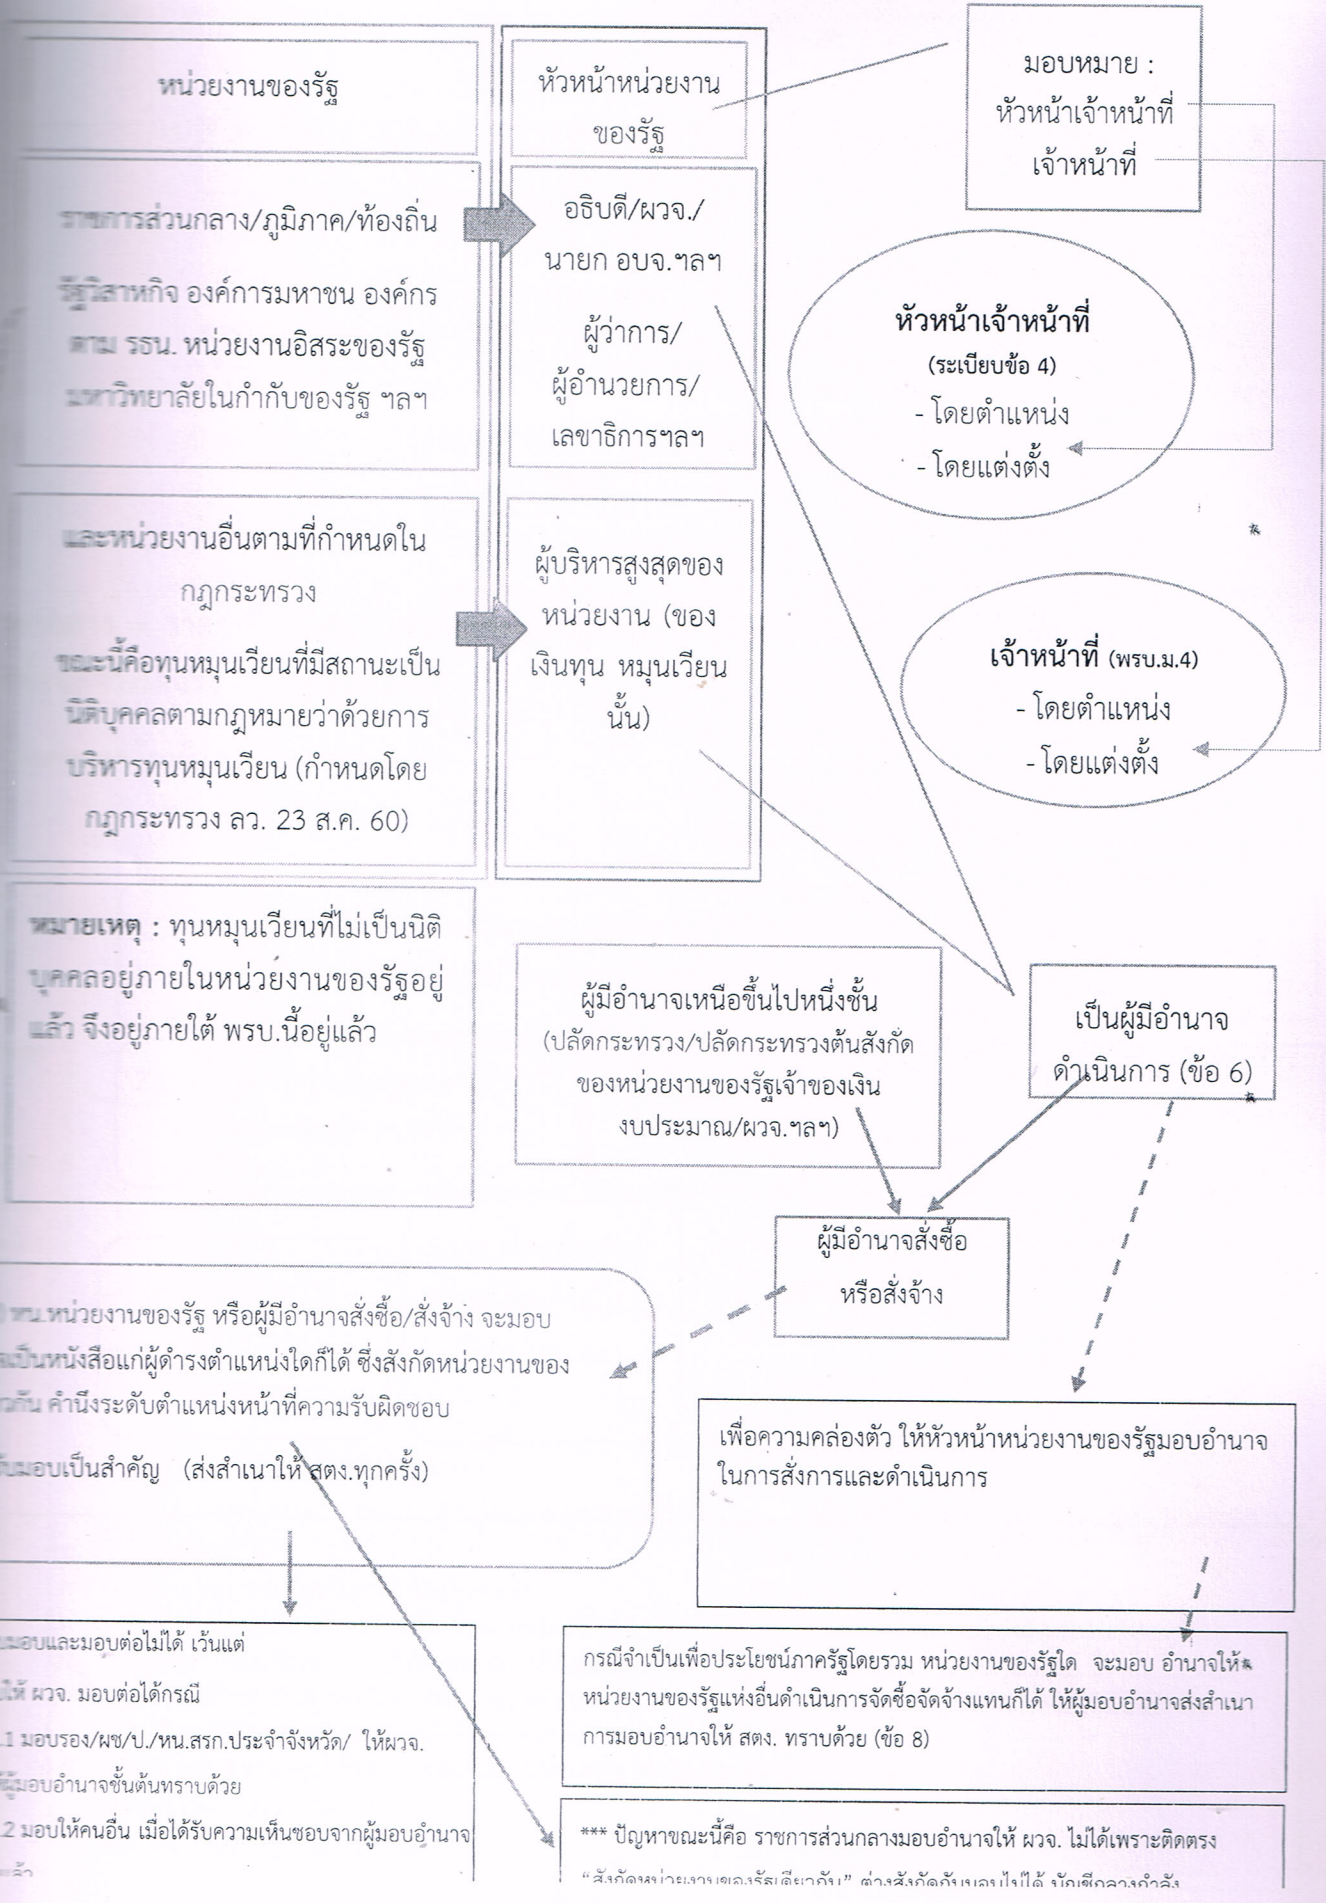 หน่วยงานของรัฐ
หัวหน้าหน่วยงาน
ของรัฐ
มอบหมาย :
หัวหน้าเจ้าหน้าที่
เจ้าหน้าที่
ราชการส่วนกลาง/ภูมิภาค/ท้องถิ่น
รัฐวิสาหกิจ องค์การมหาชน องค์กร
ตาม รธน. หน่วยงานอิสระของรัฐ
มหาวิทยาลัยในกำกับของรัฐ ฯลฯ
อธิบดี/ผวจ./
นายก อบจ.ฯลฯ
ผู้ว่าการ/
ผู้อำนวยการ/
เลขาธิการฯลฯ
หัวหน้าเจ้าหน้าที่
(ระเบียบข้อ 4)
- โดยตำแหน่ง
- โดยแต่งตั้ง
และหน่วยงานอื่นตามที่กำหนดใน
กฎกระทรวง
ขณะนี้คือทุนหมุนเวียนที่มีสถานะเป็น
นิติบุคคลตามกฎหมายว่าด้วยการ
บริหารทุนหมุนเวียน (กำหนดโดย
กฎกระทรวง ลว. 23 ส.ค. 60)
ผู้บริหารสูงสุดของ
หน่วยงาน (ของ
เงินทุน หมุนเวียน
นั้น)
เจ้าหน้าที่ (พรบ.ม.4)
- โดยตำแหน่ง
- โดยแต่งตั้ง
หมายเหตุ : ทุนหมุนเวียนที่ไม่เป็นนิติ
บุคคลอยู่ภายในหน่วยงานของรัฐอยู่
แล้ว จึงอยู่ภายใต้ พรบ.นี้อยู่แล้ว
ผู้มีอำนาจเหนือขึ้นไปหนึ่งชั้น
(ปลัดกระทรวง/ปลัดกระทรวงต้นสังกัด
ของหน่วยงานของรัฐเจ้าของเงิน
งบประมาณ/ผวจ.ฯลฯ)
เป็นผู้มีอำนาจ
ดำเนินการ (ข้อ 6)
ผู้มีอำนาจสั่งซื้อ
หรือสั่งจ้าง
หน.หน่วยงานของรัฐ หรือผู้มีอำนาจสั่งซื้อ/สั่งจ้าง จะมอบ
เป็นหนังสือแก่ผู้ดำรงตำแหน่งใดก็ได้ ซึ่งสังกัดหน่วยงานของ
คำนึงระดับตำแหน่งหน้าที่ความรับผิดชอบ
มอบเป็นสำคัญ (ส่งสำเนาให้ สตง.ทุกครั้ง)
เพื่อความคล่องตัว ให้หัวหน้าหน่วยงานของรัฐมอบอำนาจ
ในการสั่งการและดำเนินการ
มอบและมอบต่อไม่ได้ เว้นแต่
ให้ ผวจ. มอบต่อได้กรณี
.1 มอบรอง/ผช/ป./หน.สรก.ประจำจังหวัด/ ให้ผวจ.
ผู้มอบอำนาจชั้นต้นทราบด้วย
.2 มอบให้คนอื่น เมื่อได้รับความเห็นชอบจากผู้มอบอำนาจ
กรณีจำเป็นเพื่อประโยชน์ภาครัฐโดยรวม หน่วยงานของรัฐใด จะมอบ อำนาจให้
หน่วยงานของรัฐแห่งอื่นดำเนินการจัดซื้อจัดจ้างแทนก็ได้ ให้ผู้มอบอำนาจส่งสำเนา
การมอบอำนาจให้ สตง. ทราบด้วย (ข้อ 8)
*** ปัญหาขณะนี้คือ ราชการส่วนกลางมอบอำนาจให้ ผวจ. ไม่ได้เพราะติดตรง
“สังกัดหน่วยงานของรัฐเดียวกัน” ต่างสังกัดกันมอบไม่ได้ บัญชีกลางกำลัง